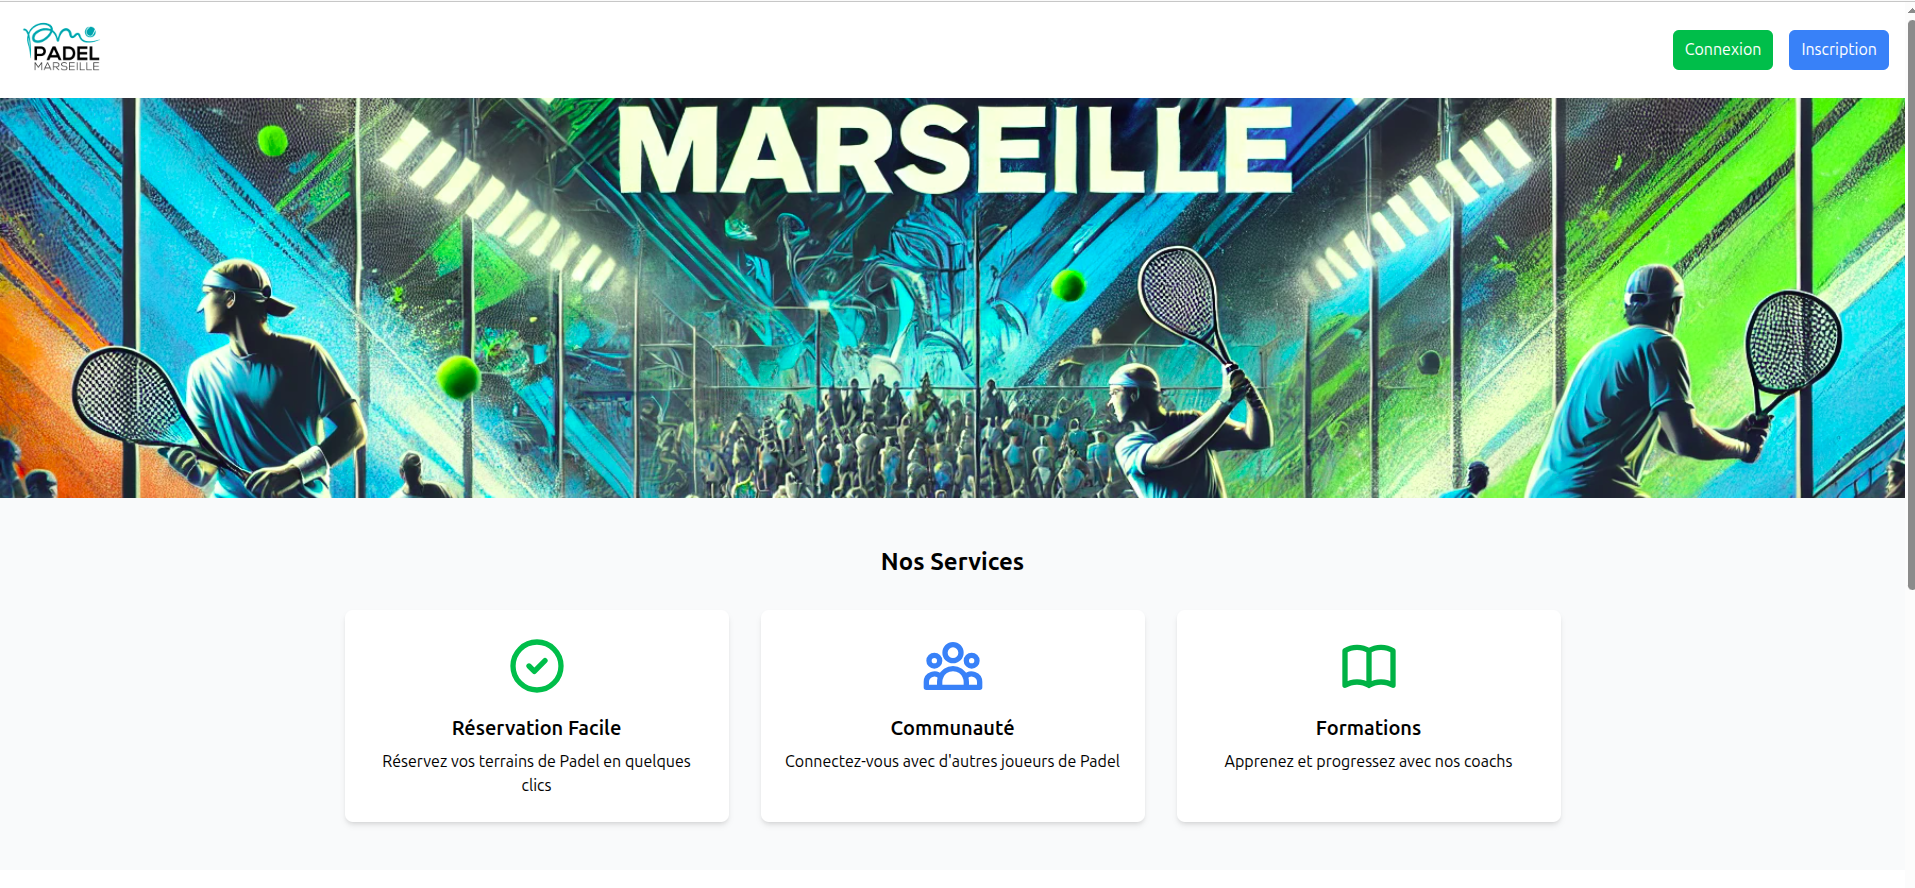 PADEL
MARSEILLE
Connexion
Inscription
MARSEILLE
Nos Services
Réservation Facile
Réservez vos terrains de Padel en quelques
clics
Communauté
Connectez-vous avec d'autres joueurs de Padel
Formations
Apprenez et progressez avec nos coachs